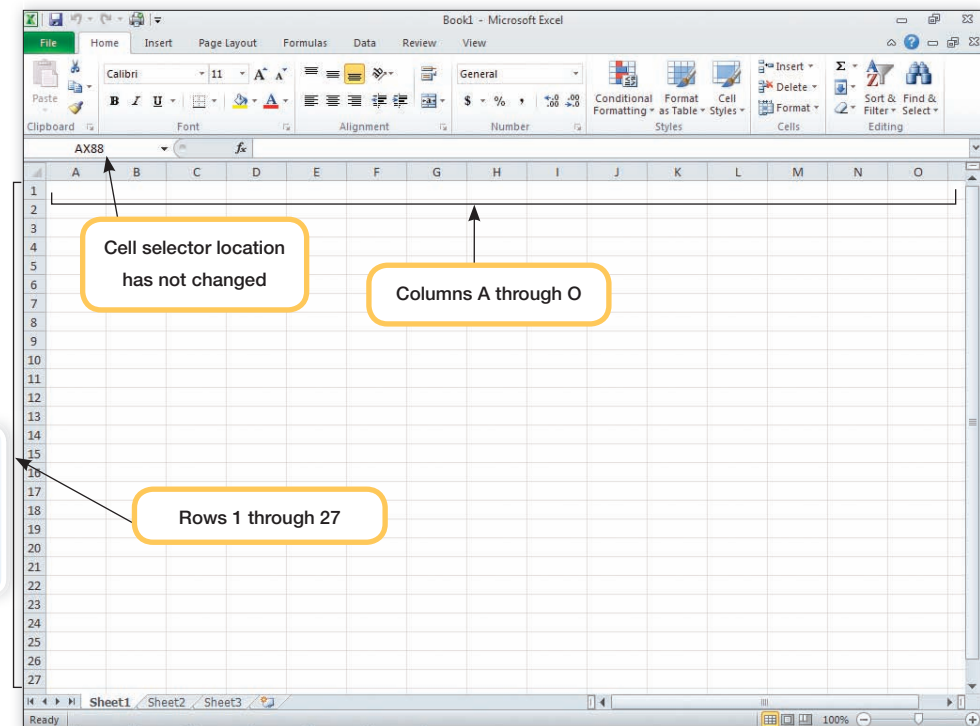 Book1 - Microsoft Excel
File Home Insert Page Layout Formulas Data Review View
Paste
Clipboard
Calibri 11 A A
B I U A
Font
Alignment
General
$ % , .0 .00 .00 .0
Number
Conditional Formatting
Format as Table
Cell Styles
Styles
Insert
Delete
Format
Cells
Σ
Sort & Filter
Find & Select
Editing
AX88 fx
A B C D E F G H I J K L M N O
1
2
3
4
5
6
7
8
9
10
11
12
13
14
15
16
17
18
19
20
21
22
23
24
25
26
27
Cell selector location
has not changed
Columns A through O
Rows 1 through 27
Sheet1 Sheet2 Sheet3
Ready 100%